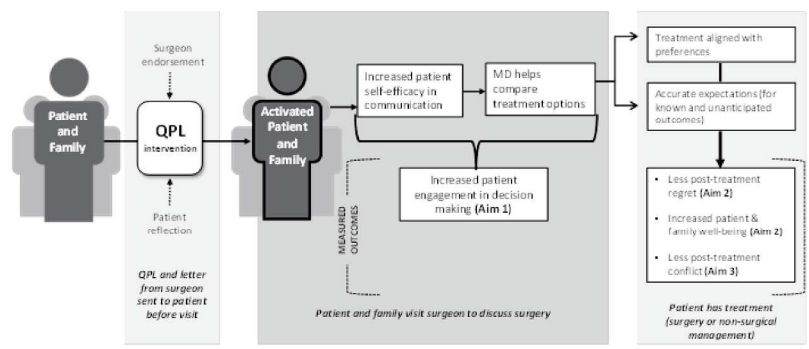 Surgeon
endorsement
Patient
and
Family
QPL
intervention
Patient
reflection
QPL and letter
from surgeon
sent to patient
before visit
Activated
Patient
and
Family
Increased patient
self-efficacy in
communication
MD helps
compare
treatment options
Increased patient
engagement in decision
making (Aim 1)
MEASURED
OUTCOMES
Patient and family visit surgeon to discuss surgery
Treatment aligned with
preferences
Accurate expectations (for
known and unanticipated
outcomes)
• Less post-treatment
regret (Aim 2)
• Increased patient &
family well-being (Aim 2)
• Less post-treatment
conflict (Aim 3)
Patient has treatment
(surgery or non-surgical
management)